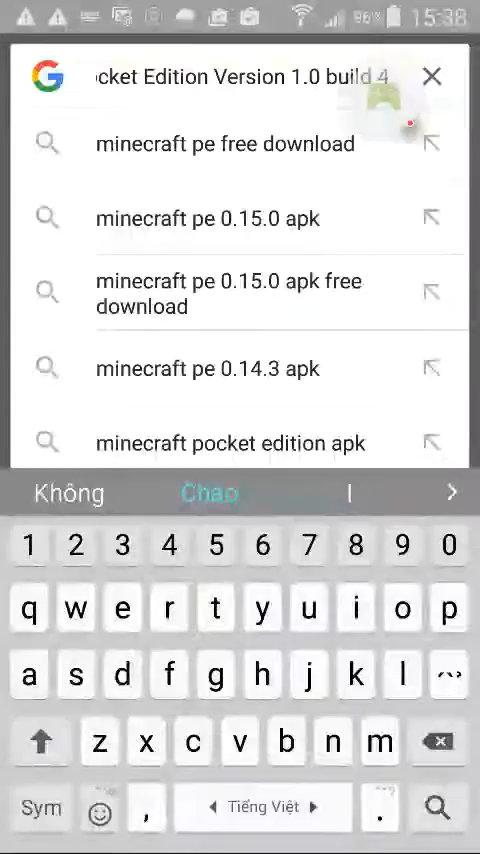 96% 15:38
ocket Edition Version 1.0 build 4
minecraft pe free download
minecraft pe 0.15.0 apk
minecraft pe 0.15.0 apk free
download
minecraft pe 0.14.3 apk
minecraft pocket edition apk
Không Chao I
1 2 3 4 5 6 7 8 9 0
q w e r t y u i o p
a s d f g h j k l
z x c v b n m
Sym , Tiếng Việt .